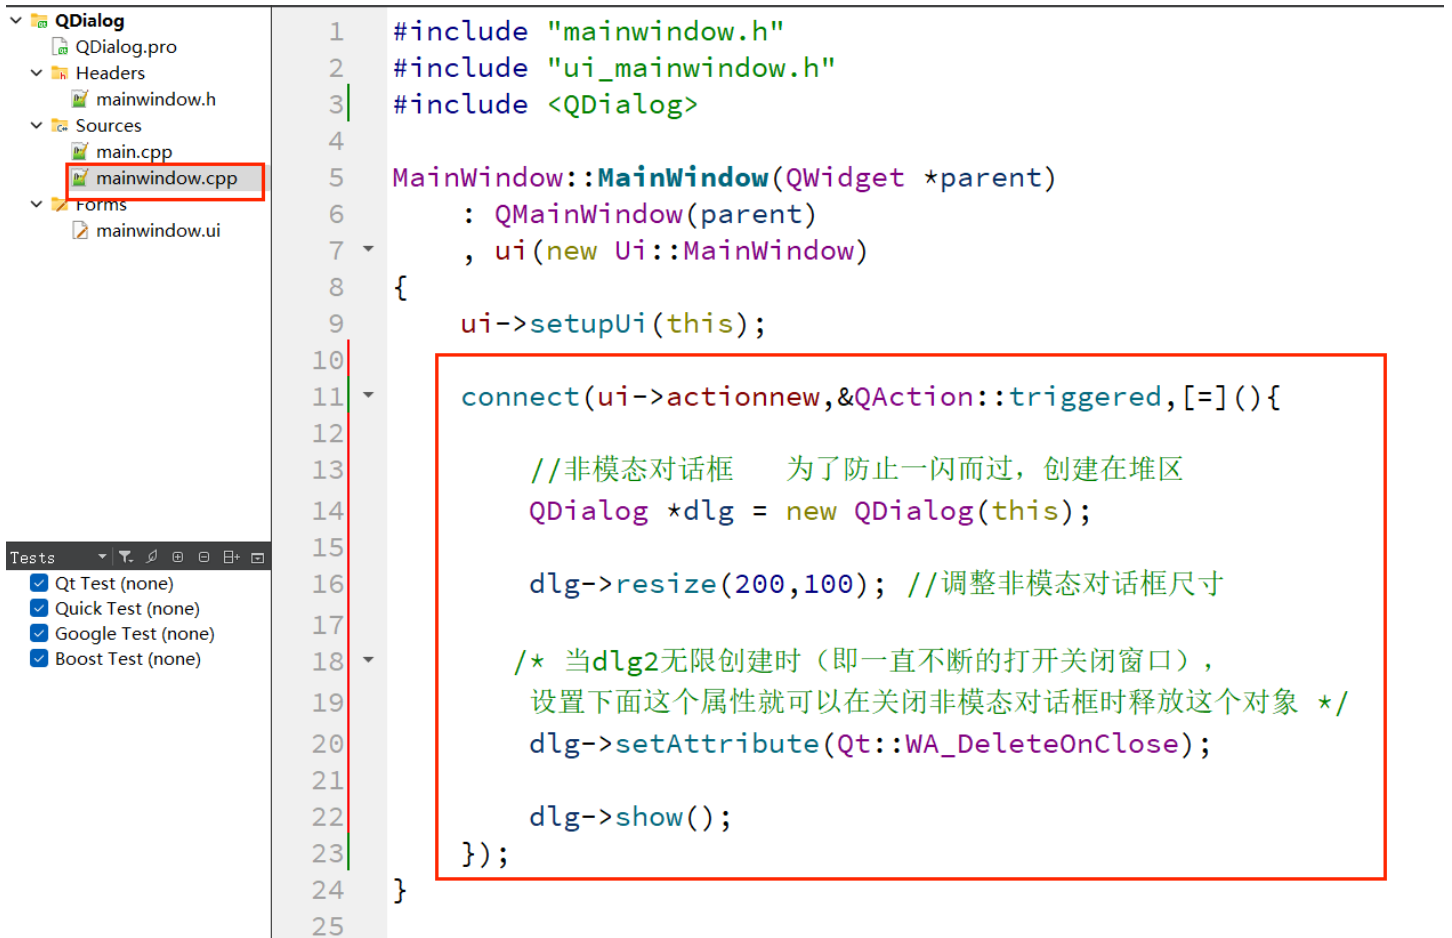 QDialog
QDialog.pro
Headers
mainwindow.h
Sources
main.cpp
mainwindow.cpp
Forms
mainwindow.ui
Tests
Qt Test (none)
Quick Test (none)
Google Test (none)
Boost Test (none)
1 #include "mainwindow.h"
2 #include "ui_mainwindow.h"
3 #include <QDialog>
4
5 MainWindow::MainWindow(QWidget *parent)
6 : QMainWindow(parent)
7 , ui(new Ui::MainWindow)
8 {
9 ui->setupUi(this);
10
11 connect(ui->actionnew,&QAction::triggered,[=](){
12
13 //非模态对话框 为了防止一闪而过，创建在堆区
14 QDialog *dlg = new QDialog(this);
15
16 dlg->resize(200,100); //调整非模态对话框尺寸
17
18 /* 当dlg2无限创建时（即一直不断的打开关闭窗口），
19 设置下面这个属性就可以在关闭非模态对话框时释放这个对象 */
20 dlg->setAttribute(Qt::WA_DeleteOnClose);
21
22 dlg->show();
23 });
24 }
25